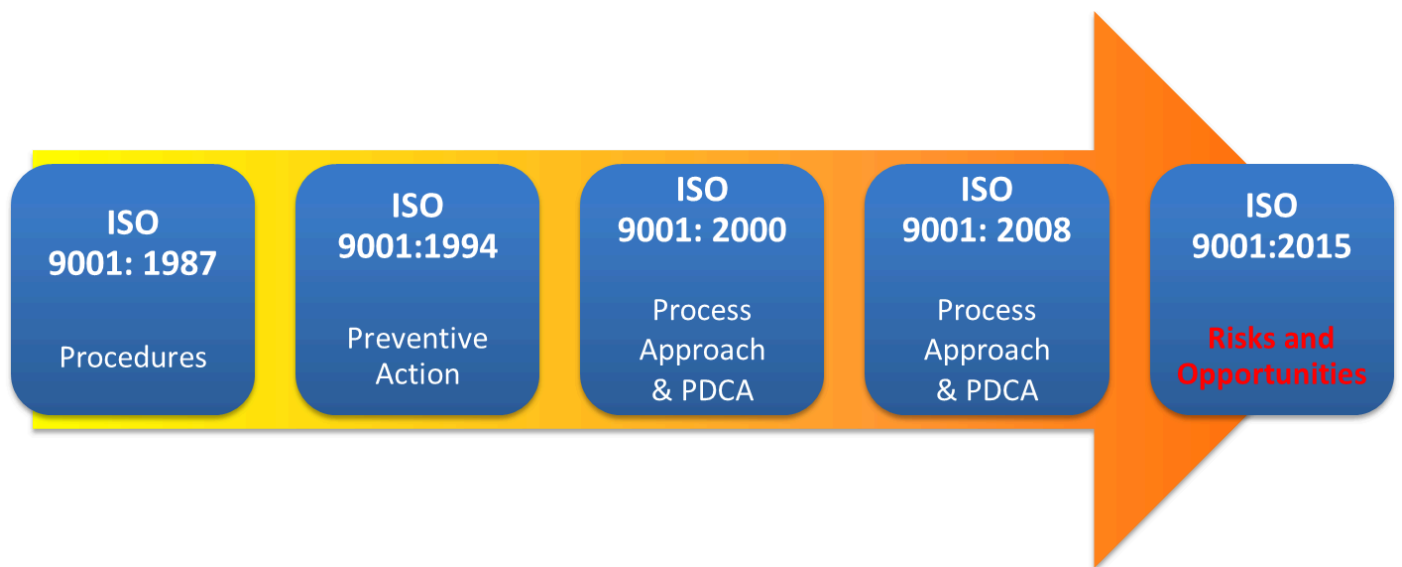 ISO
9001: 1987
Procedures
ISO
9001:1994
Preventive
Action
ISO
9001: 2000
Process
Approach
& PDCA
ISO
9001: 2008
Process
Approach
& PDCA
ISO
9001:2015
Risks and
Opportunities